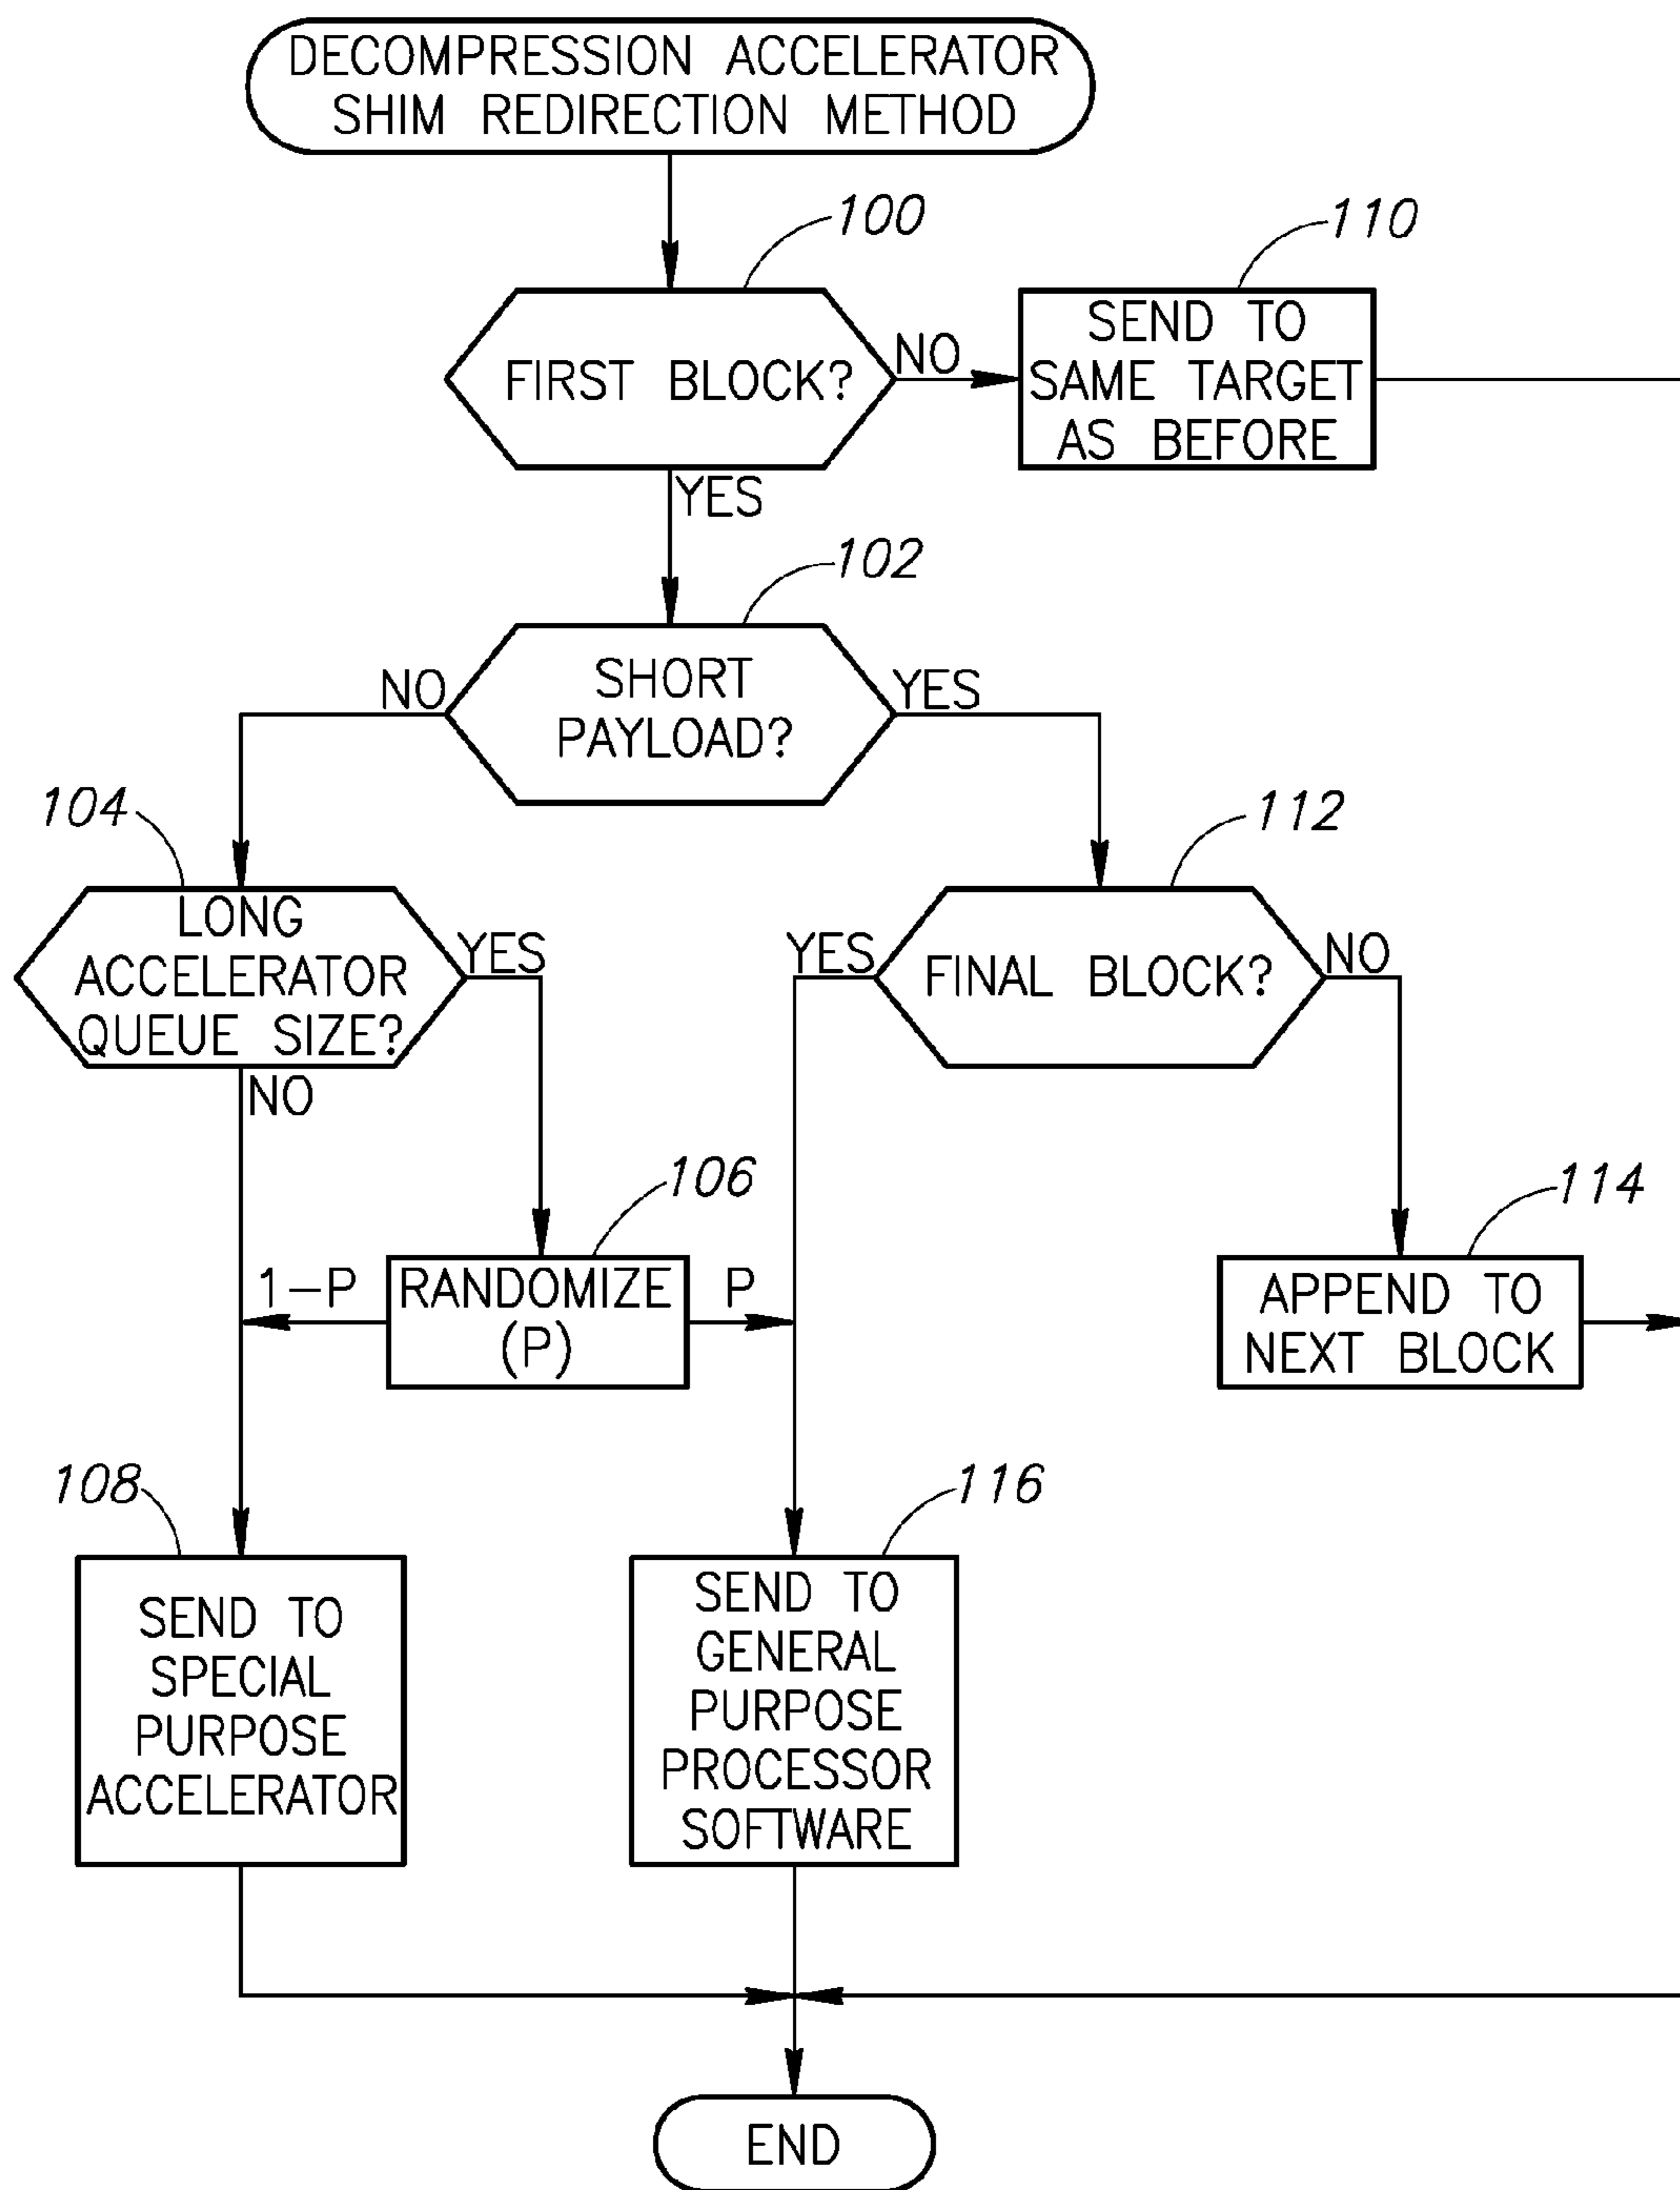 DECOMPRESSION ACCELERATOR
SHIM REDIRECTION METHOD
100
110
FIRST BLOCK?
NO
SEND TO
SAME TARGET
AS BEFORE
YES
102
NO
SHORT
PAYLOAD?
YES
104
112
LONG
ACCELERATOR
QUEUE SIZE?
YES
YES
FINAL BLOCK?
NO
NO
106
114
1-P
RANDOMIZE
(P)
P
APPEND TO
NEXT BLOCK
108
116
SEND TO
SPECIAL
PURPOSE
ACCELERATOR
SEND TO
GENERAL
PURPOSE
PROCESSOR
SOFTWARE
END